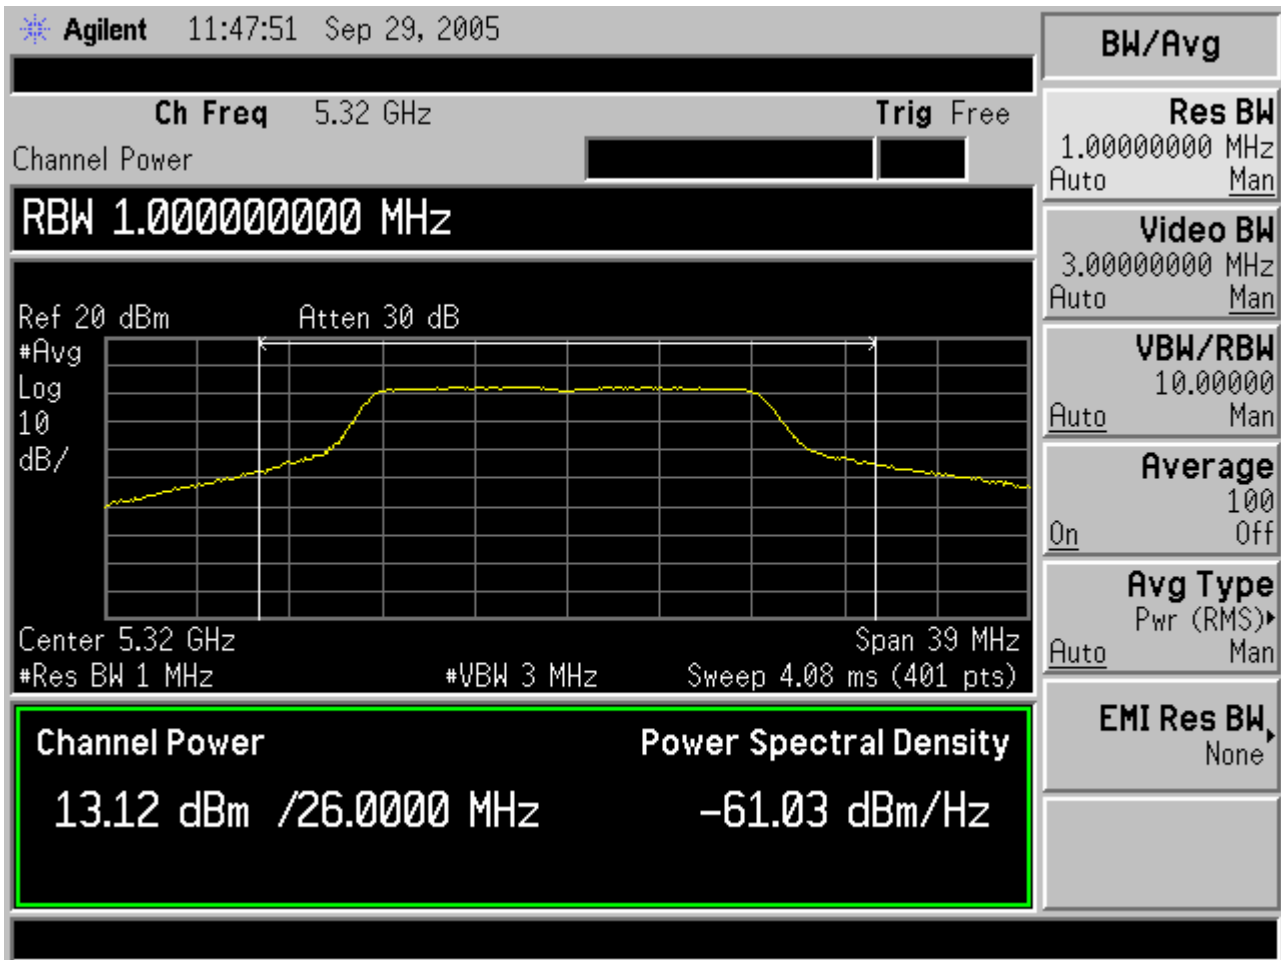 Agilent 11:47:51 Sep 29, 2005
Ch Freq 5.32 GHz Trig Free
Channel Power
RBW 1.000000000 MHz
Ref 20 dBm Atten 30 dB
#Avg
Log
10
dB/
Center 5.32 GHz Span 39 MHz
#Res BW 1 MHz #VBW 3 MHz Sweep 4.08 ms (401 pts)
Channel Power Power Spectral Density
13.12 dBm /26.0000 MHz -61.03 dBm/Hz
BW/Avg
Res BW
1.00000000 MHz
Auto Man
Video BW
3.00000000 MHz
Auto Man
VBW/RBW
10.00000
Auto Man
Average
100
On Off
Avg Type
Pwr (RMS)
Auto Man
EMI Res BW
None